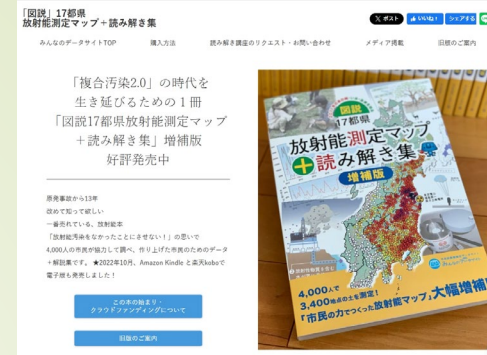 「図説」17都県
放射能測定マップ+読み解き集
ポスト
いいね!
シェアする
みんなのデータサイトTOP
購入方法
読み解き講座のリクエスト・お問い合わせ
メディア掲載
旧版のご案内
「複合汚染2.0」の時代を
生き延びるための1冊
「図説17都県放射能測定マップ
+読み解き集」増補版
好評発売中
原発事故から13年
改めて知って欲しい
一番売れている、放射能本
「放射能汚染をなかったことにさせない!」の思いで
4,000人の市民が協力して調べ、作り上げた市民のためのデータ
+解説集です。 ★2022年10月、Amazon Kindle と楽天koboで
電子版も発売しました!
この本の始まり・
クラウドファンディングについて
旧版のご案内
図説
17都県
放射能測定マップ
+読み解き集
増補版
4,000人で
3,400地点の土を測定!
「市民の力でつくった放射能マップ」大幅増補